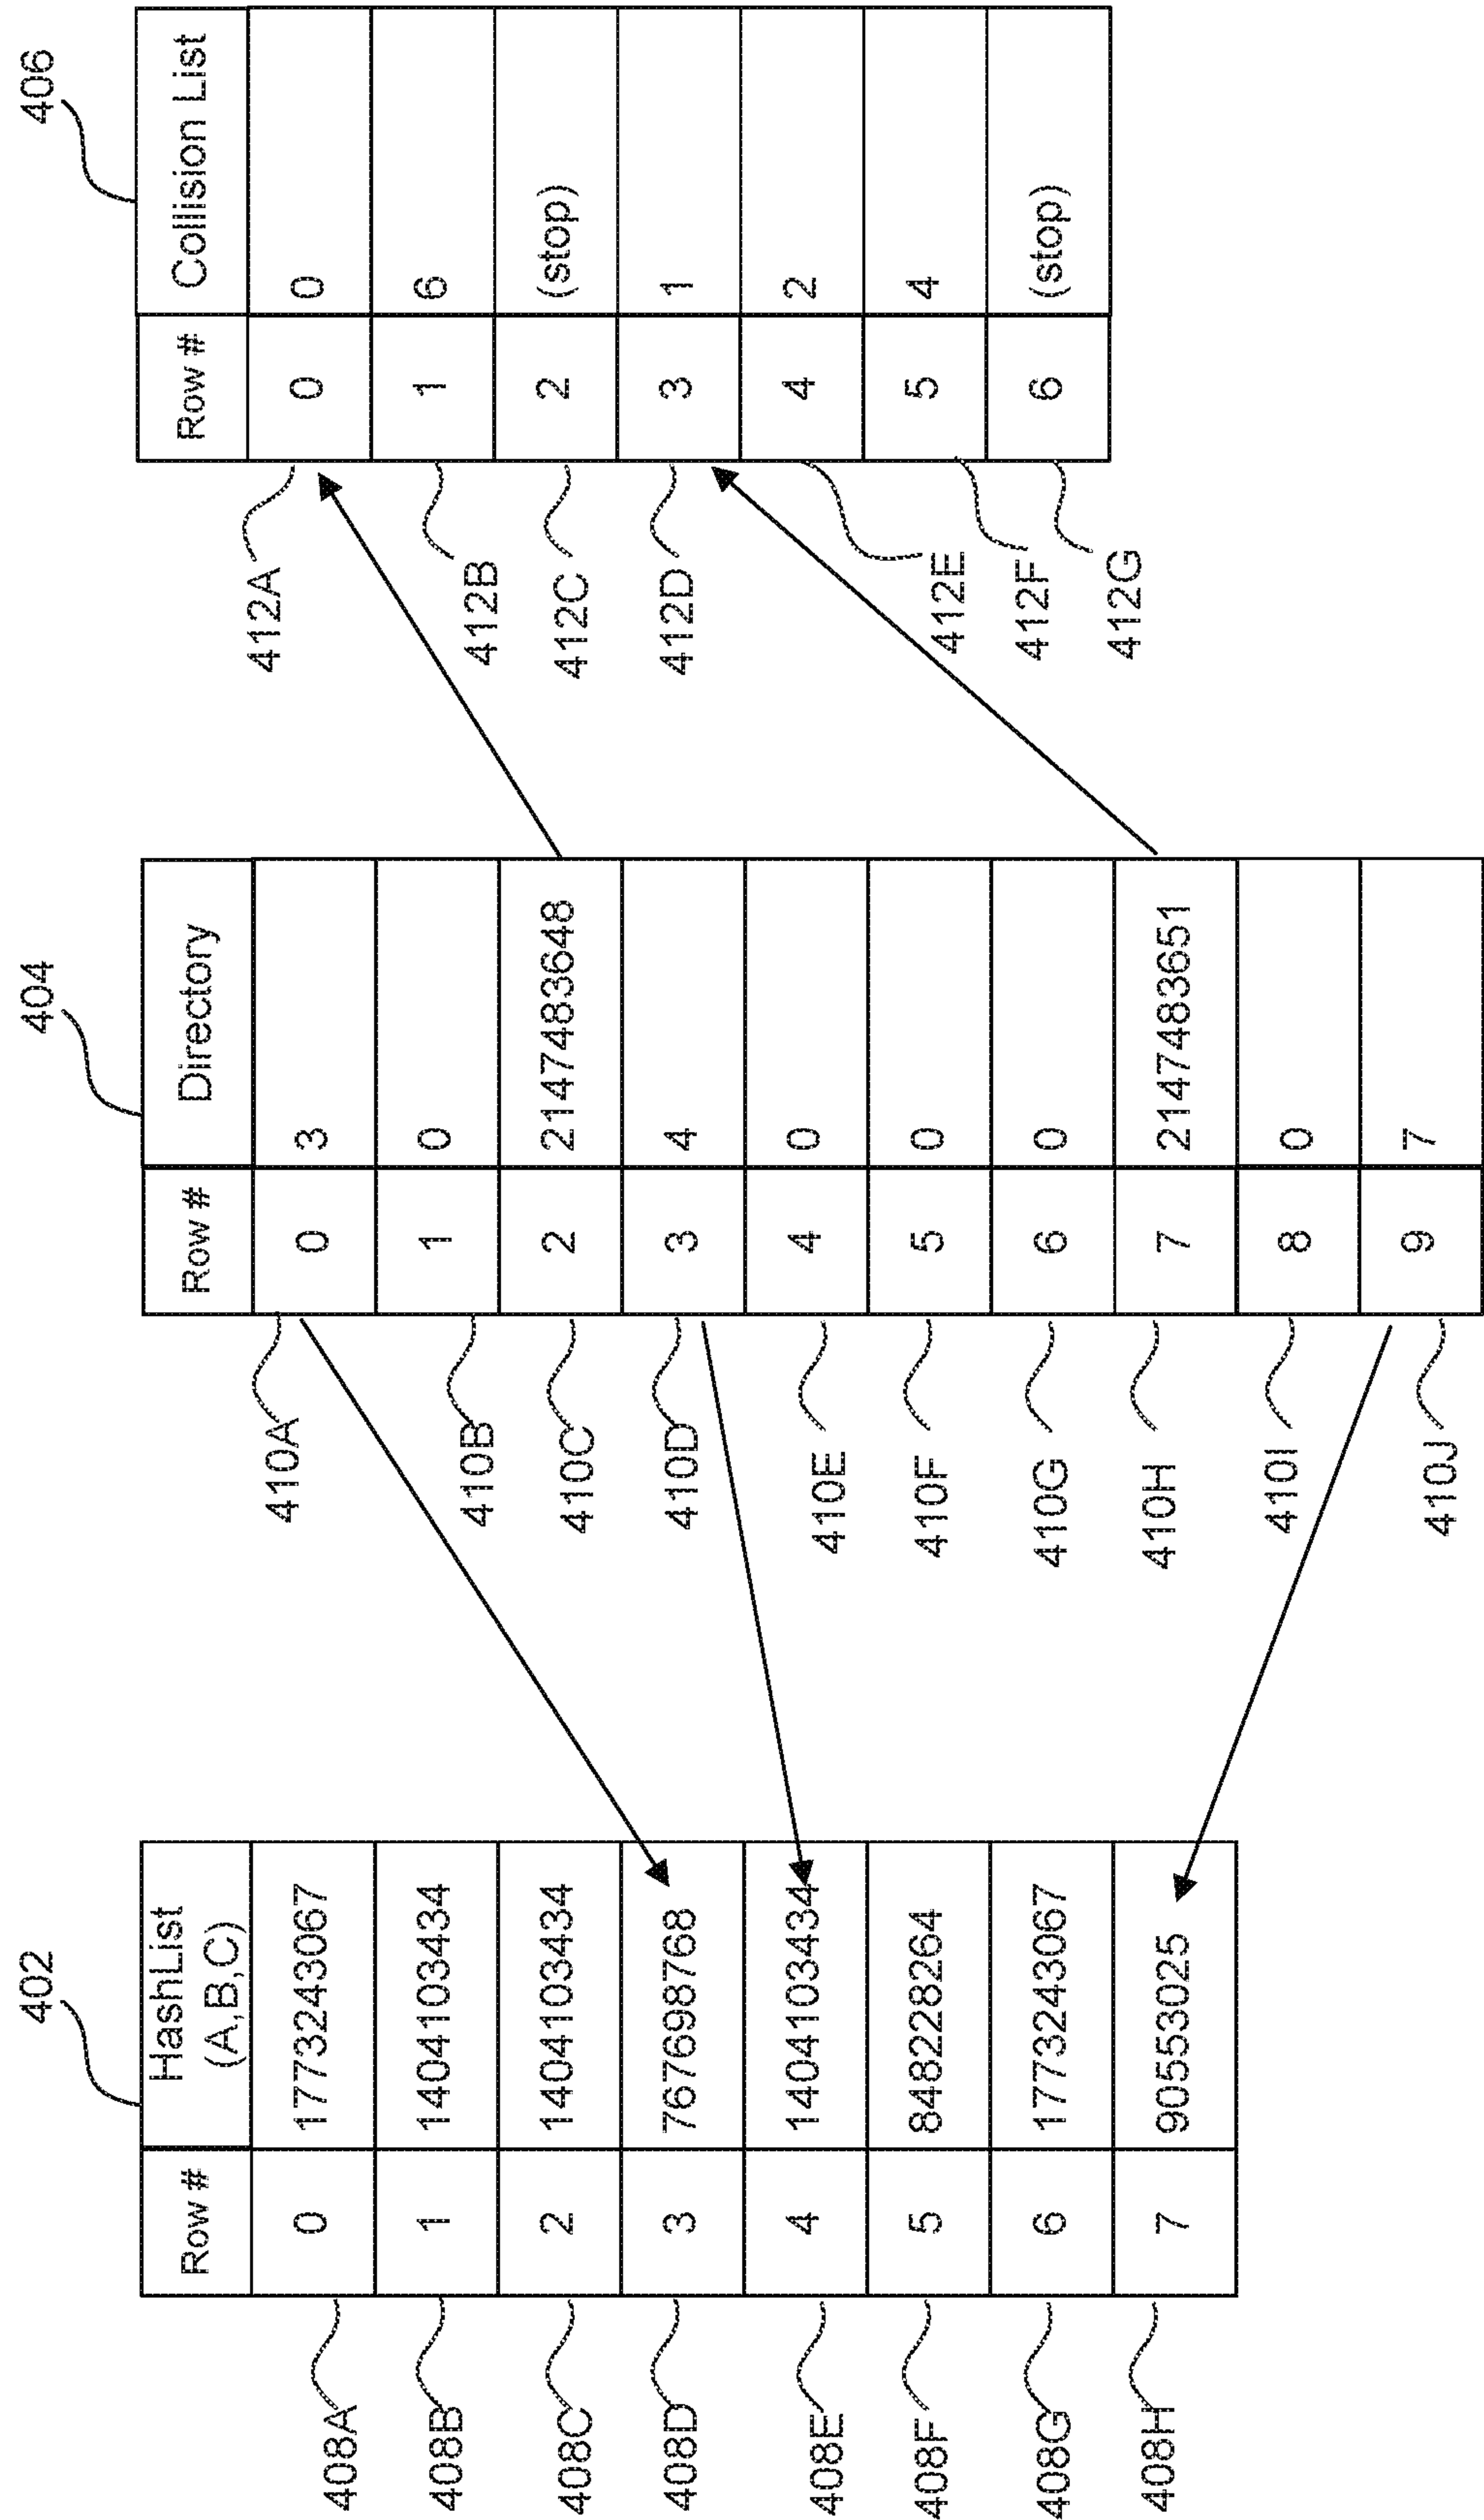 402
HashList
(A,B,C)
Row #
0 1773243067
1 1404103434
2 1404103434
3 767698768
4 1404103434
5 848228264
6 1773243067
7 905553025
408A
408B
408C
408D
408E
408F
408G
408H
404
Row # Directory
0 3
1 0
2 2147483648
3 4
4 0
5 0
6 0
7 2147483651
8 0
9 7
410A
410B
410C
410D
410E
410F
410G
410H
410I
410J
406
Row # Collision List
0 0
1 6
2 (stop)
3 1
4 2
5 4
6 (stop)
412A
412B
412C
412D
412E
412F
412G